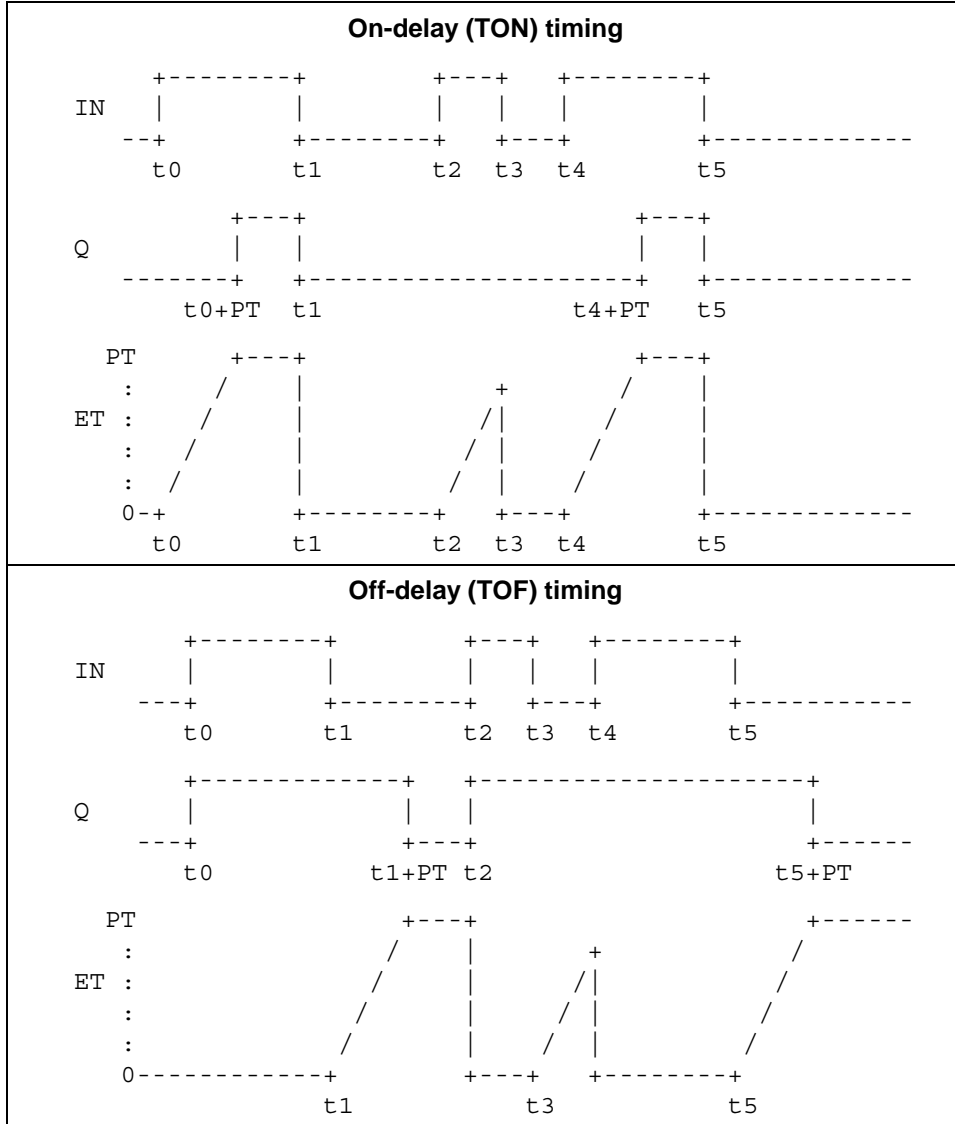 On-delay (TON) timing
+--------+ +---+ +--------+
IN | | | | | |
--+ +--------+ +---+ +-------------
t0 t1 t2 t3 t4 t5
+---+ +---+
Q | | | |
-------+ +---------------------+ +-------------
t0+PT t1 t4+PT t5
PT +---+ +---+
: / | + / |
ET : / | /| / |
: / | / | / |
: / | / | / |
0-+ +--------+ +---+ +-------------
t0 t1 t2 t3 t4 t5
Off-delay (TOF) timing
+--------+ +---+ +--------+
IN | | | | | |
---+ +--------+ +---+ +-----------
t0 t1 t2 t3 t4 t5
+-------------+ +---------------------+
Q | | | |
---+ +---+ +------
t0 t1+PT t2 t5+PT
PT +---+ +------
: / | + /
ET : / | /| /
: / | / | /
: / | / | /
0------------+ +---+ +--------+
t1 t3 t5